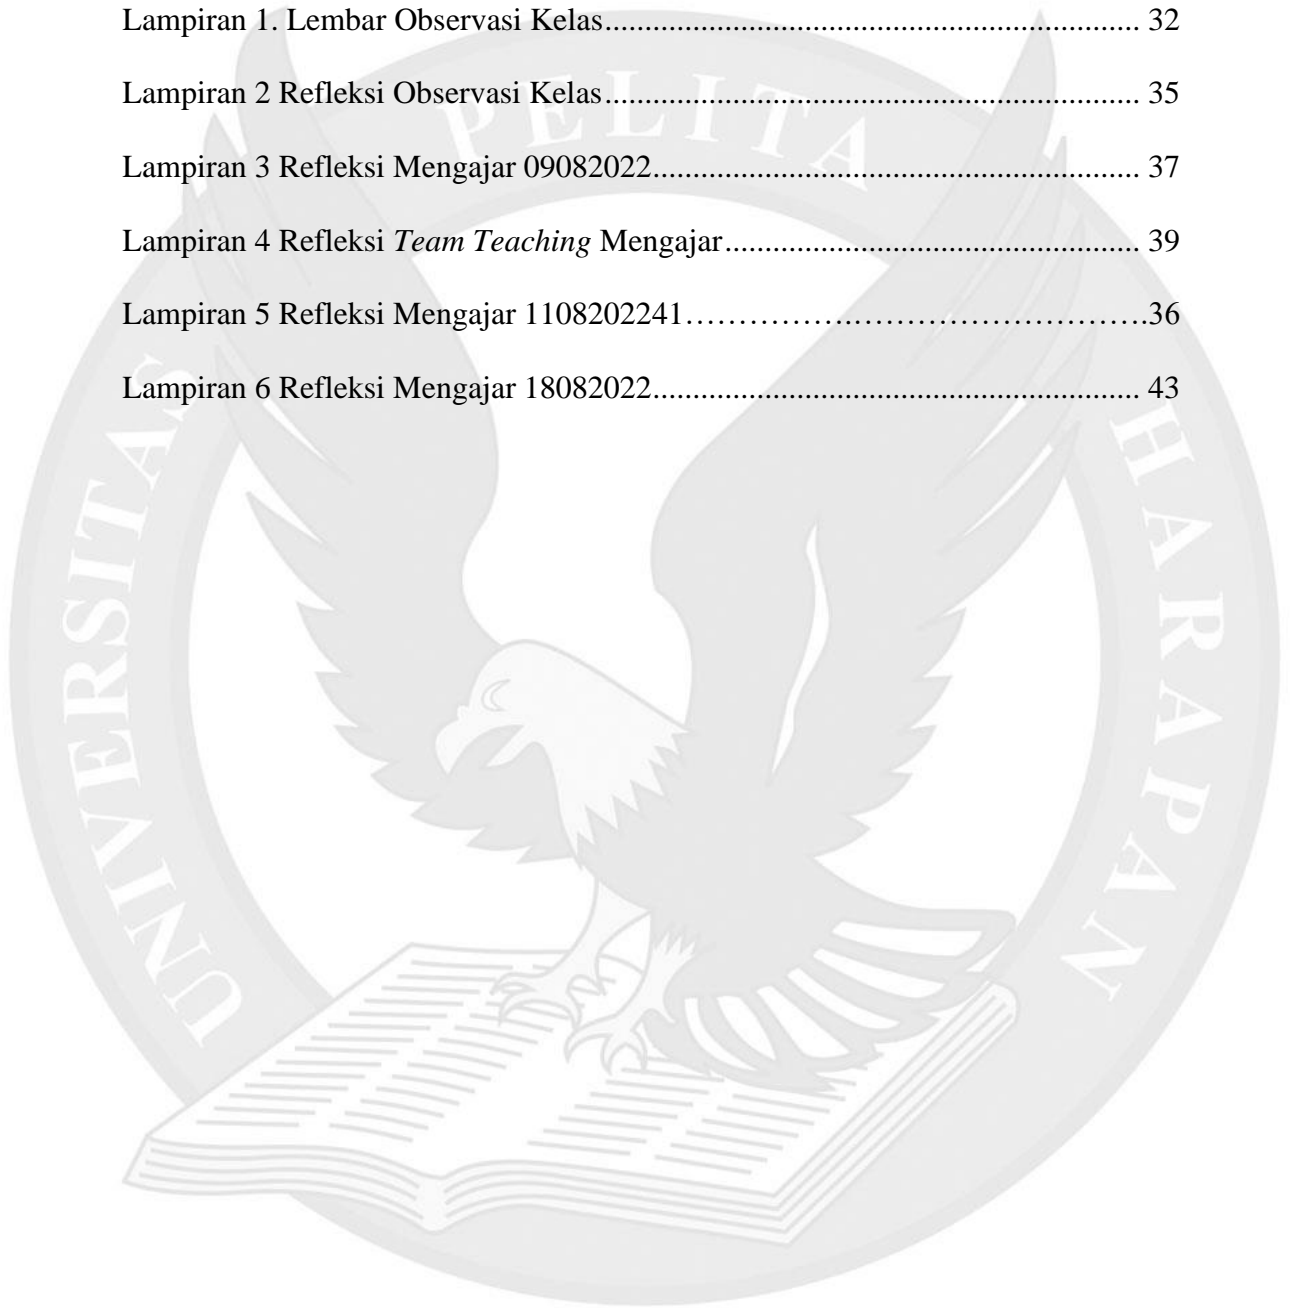 Lampiran 1. Lembar Observasi Kelas.................................................................. 32
Lampiran 2 Refleksi Observasi Kelas.................................................................. 35
Lampiran 3 Refleksi Mengajar 09082022............................................................ 37
Lampiran 4 Refleksi Team Teaching Mengajar................................................... 39
Lampiran 5 Refleksi Mengajar 1108202241……………..……………………….36
Lampiran 6 Refleksi Mengajar 18082022............................................................ 43
UNIVERSITAS PELITA HARAPAN